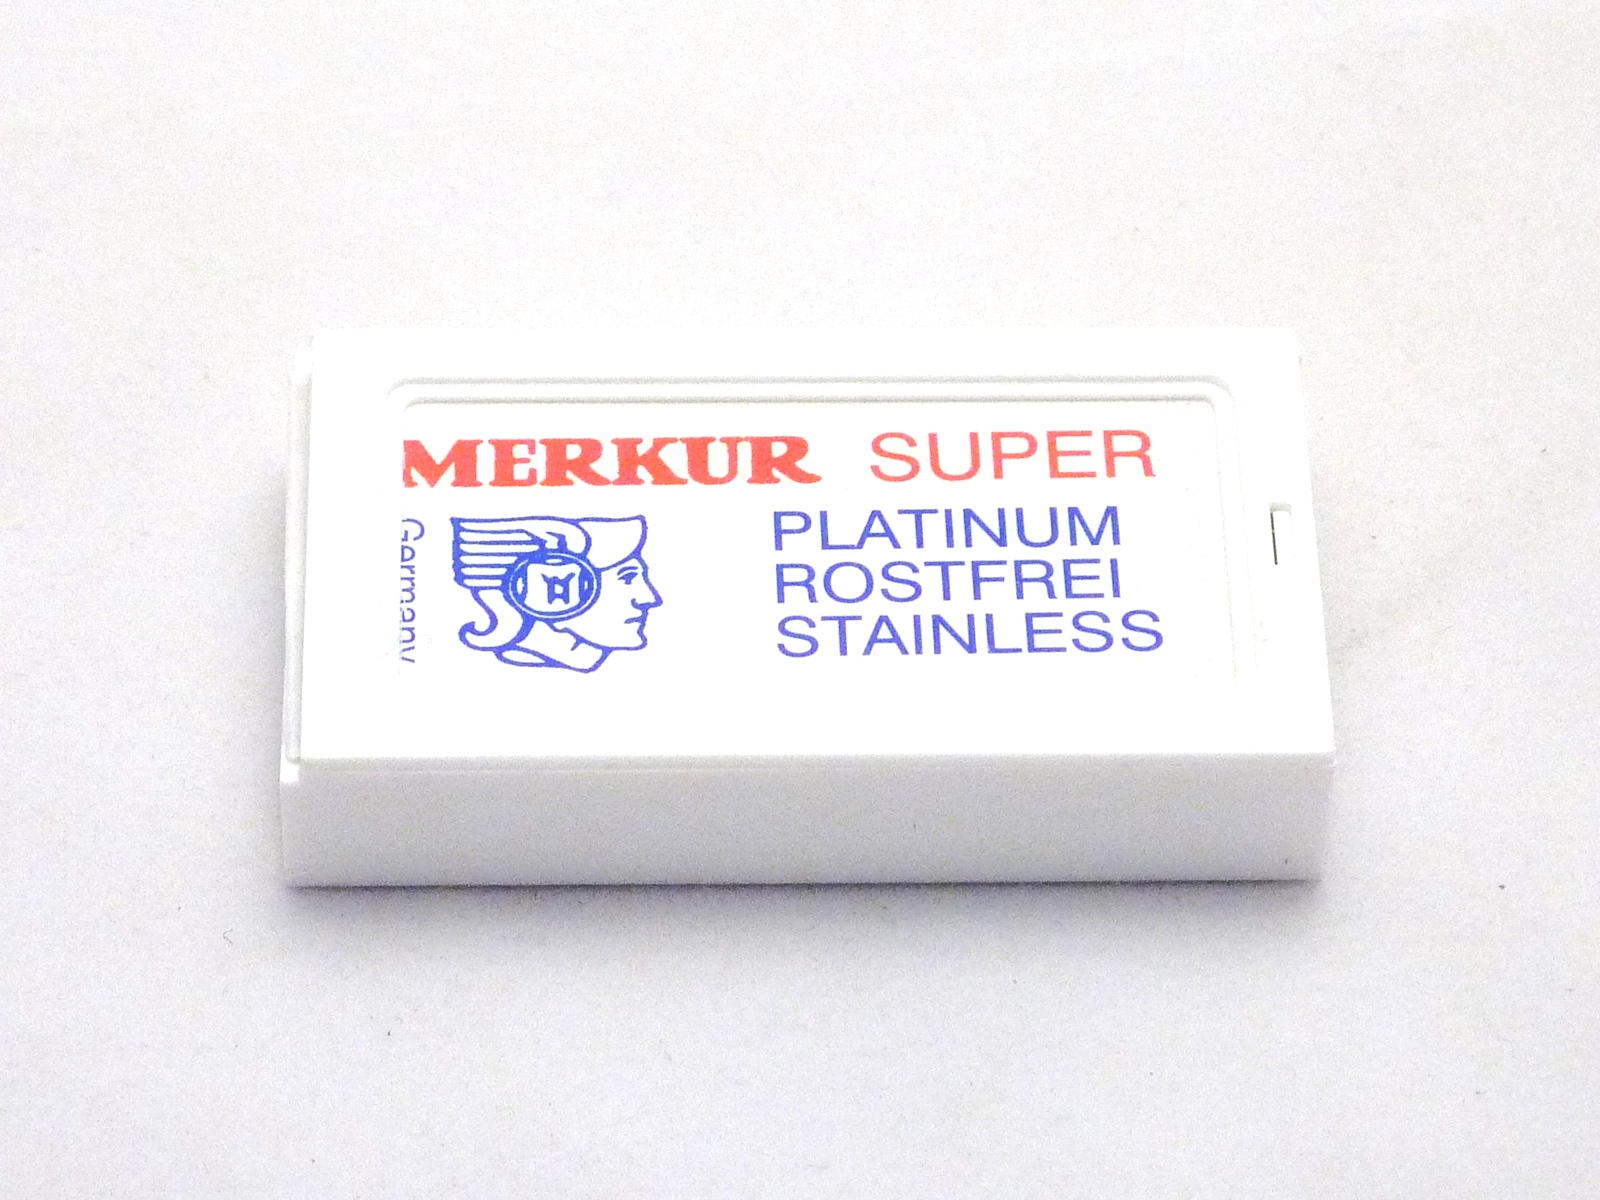 MERKUR SUPER
Germany
PLATINUM
ROSTFREI
STAINLESS